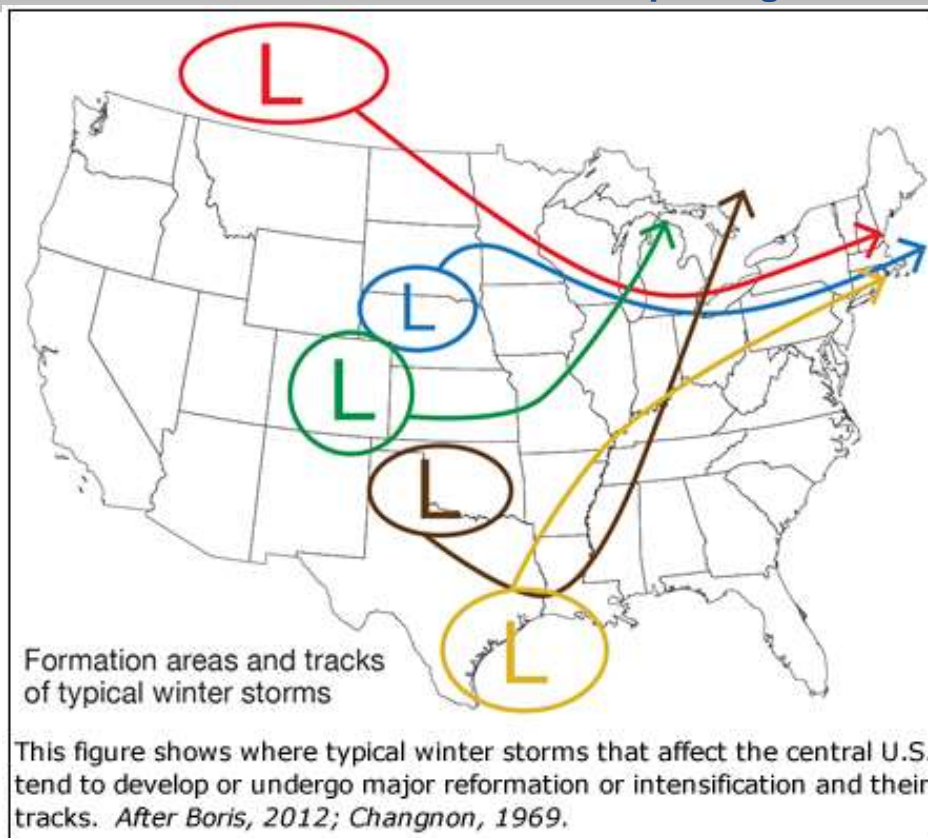 L
L
L
L
L
Formation areas and tracks
of typical winter storms
This figure shows where typical winter storms that affect the central U.S.
tend to develop or undergo major reformation or intensification and their
tracks. After Boris, 2012; Changnon, 1969.